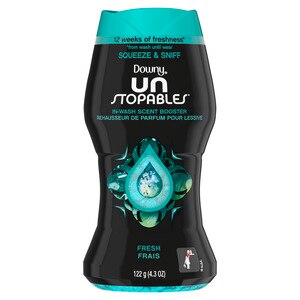 12 weeks of freshness*
*from wash until wear
SQUEEZE & SNIFF
Downy
UN
STOPABLES
IN-WASH SCENT BOOSTER
REHAUSSEUR DE PARFUM POUR LESSIVE
FRESH
FRAIS
122 g (4.3 OZ)